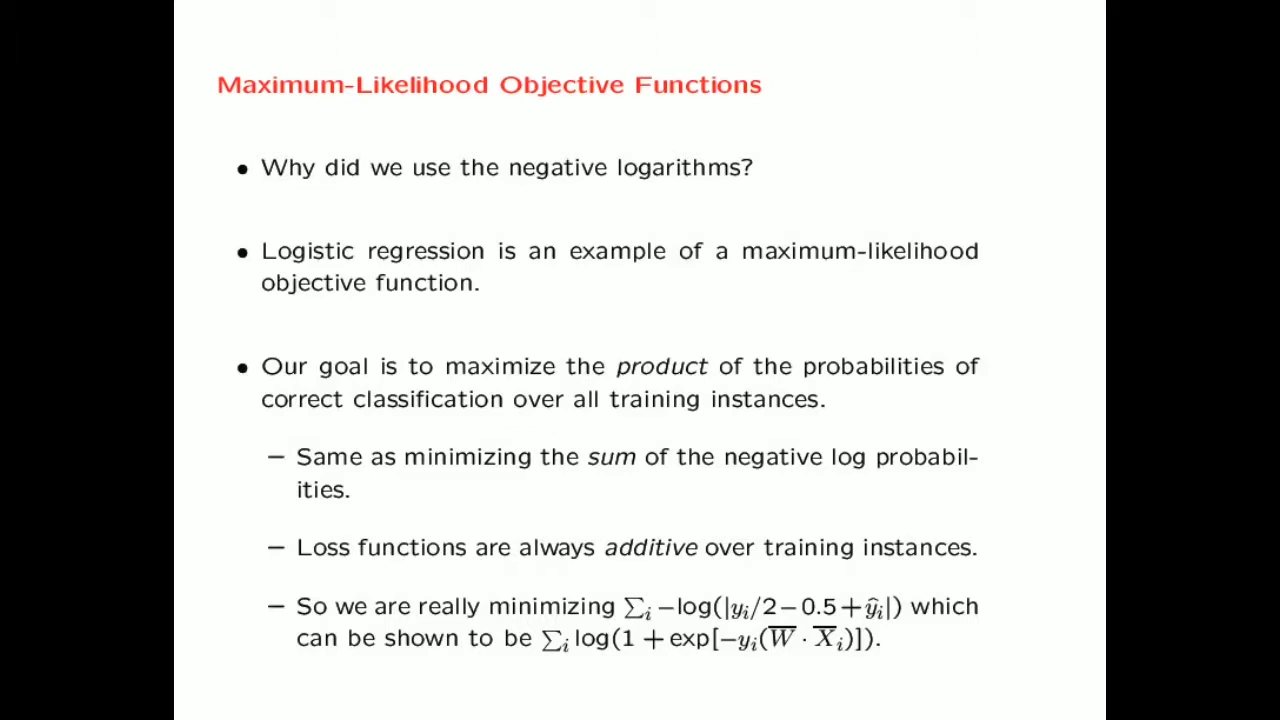 Maximum-Likelihood Objective Functions
• Why did we use the negative logarithms?
• Logistic regression is an example of a maximum-likelihood
objective function.
• Our goal is to maximize the product of the probabilities of
correct classification over all training instances.
– Same as minimizing the sum of the negative log probabil-
ities.
– Loss functions are always additive over training instances.
– So we are really minimizing ∑ᵢ −log(|yᵢ/2−0.5+ŷᵢ|) which
can be shown to be ∑ᵢ log(1 + exp[−yᵢ(W̅ · X̅ᵢ)]).